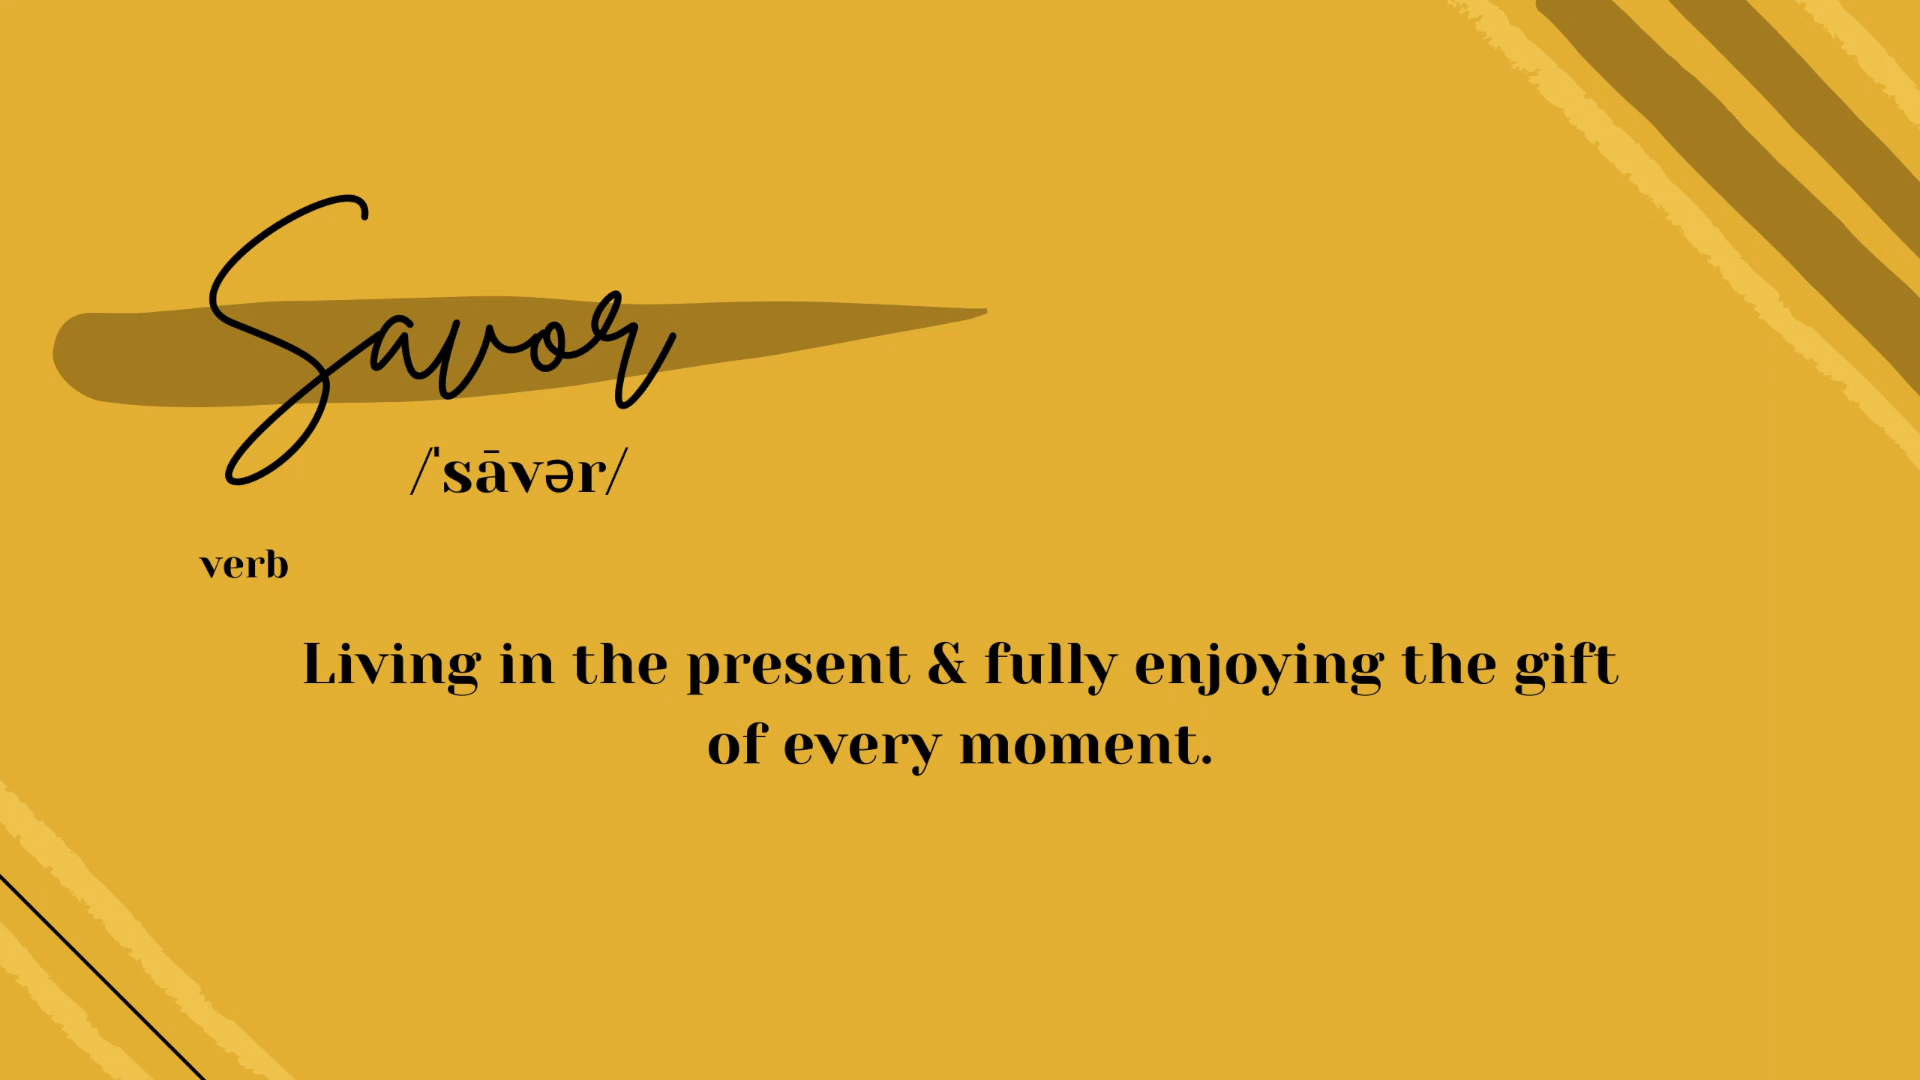 Savor
/ˈsāvər/
verb
Living in the present & fully enjoying the gift
of every moment.